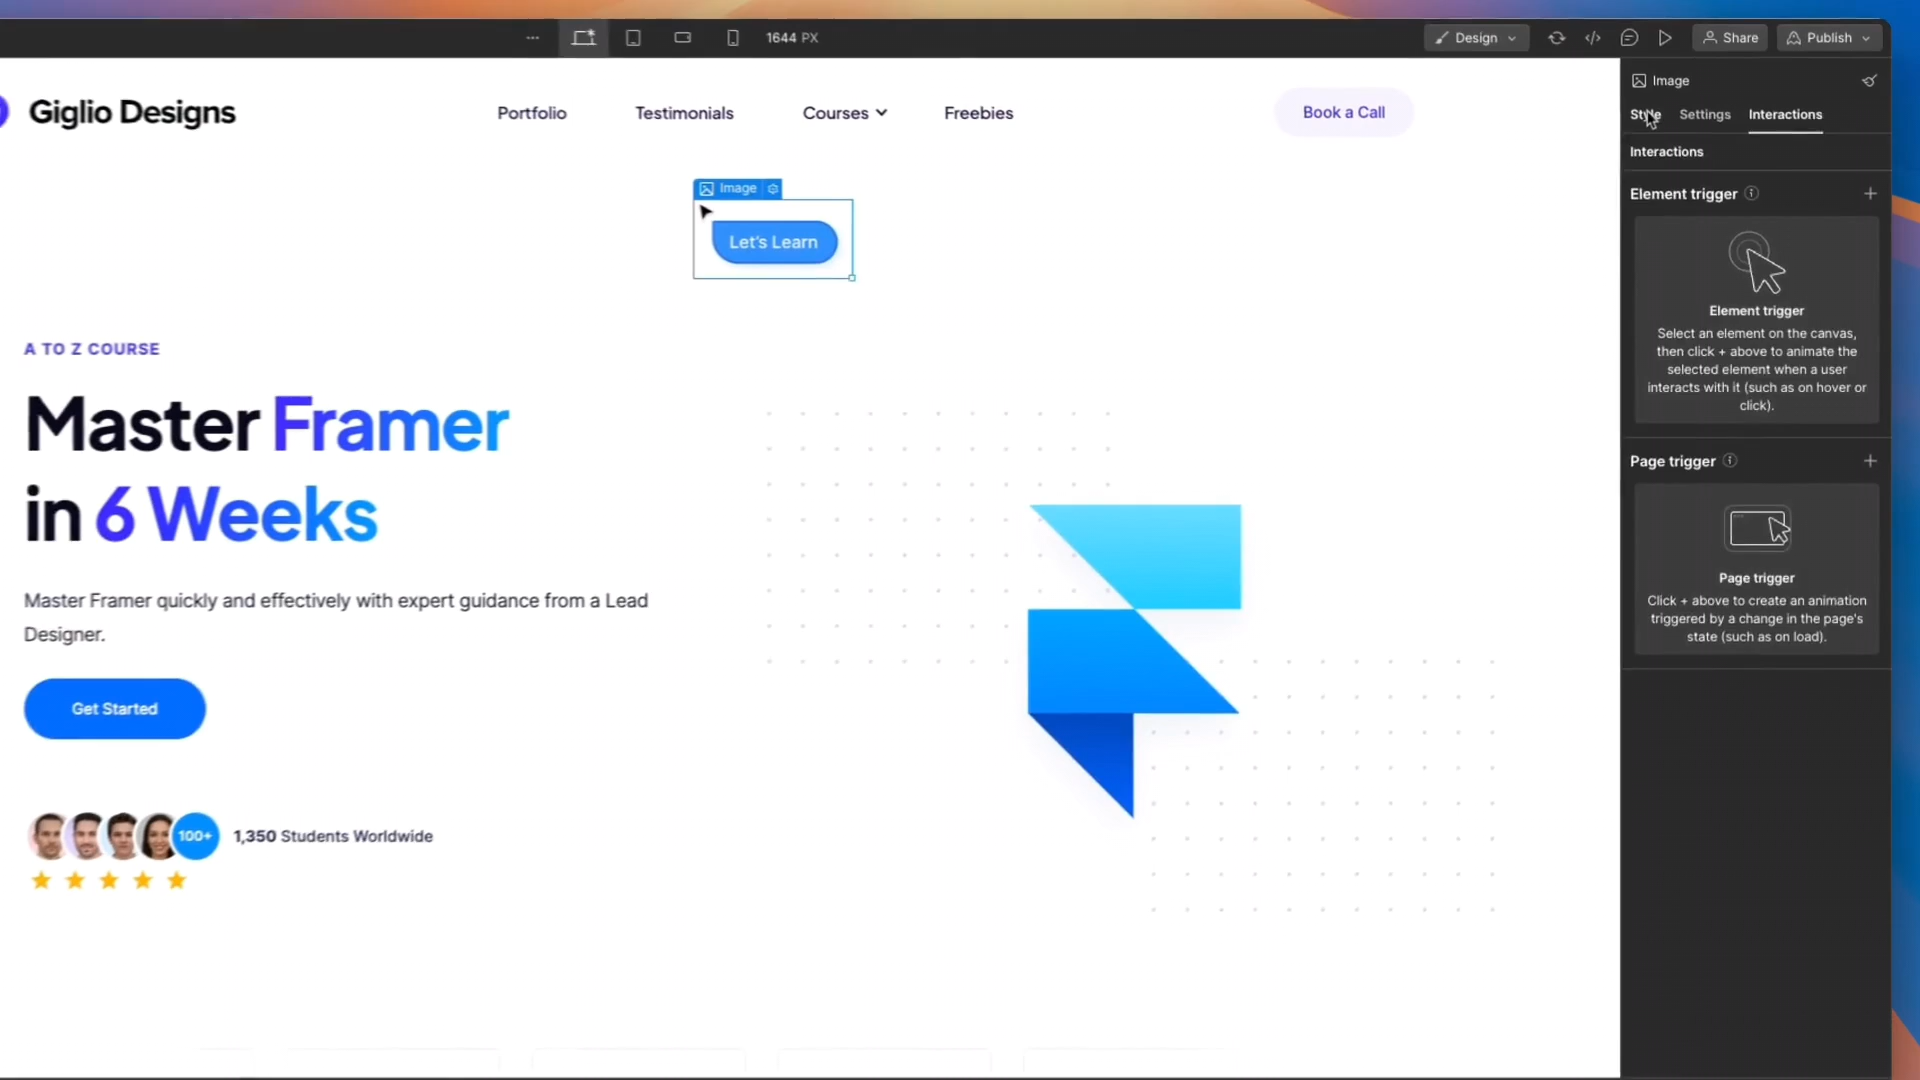 1644 PX
Design
Share
Publish
Giglio Designs
Portfolio
Testimonials
Courses
Freebies
Book a Call
Image
Let's Learn
A TO Z COURSE
Master Framer
in 6 Weeks
Master Framer quickly and effectively with expert guidance from a Lead
Designer.
Get Started
100+
1,350 Students Worldwide
Image
Style
Settings
Interactions
Interactions
Element trigger
Element trigger
Select an element on the canvas,
then click + above to animate the
selected element when a user
interacts with it (such as on hover or
click).
Page trigger
Page trigger
Click + above to create an animation
triggered by a change in the page's
state (such as on load).